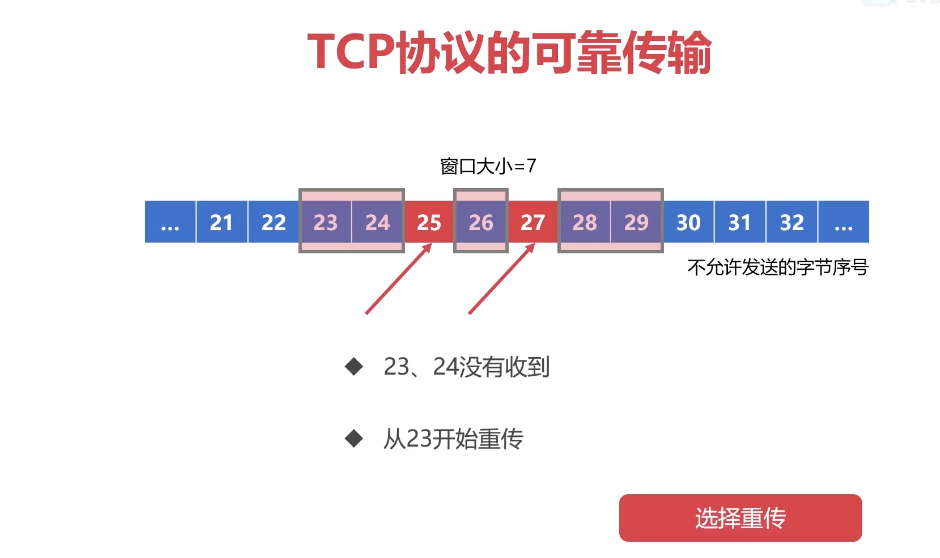 TCP协议的可靠传输
窗口大小=7
... 21 22 23 24 25 26 27 28 29 30 31 32 ...
不允许发送的字节序号
◆ 23、24没有收到
◆ 从23开始重传
选择重传